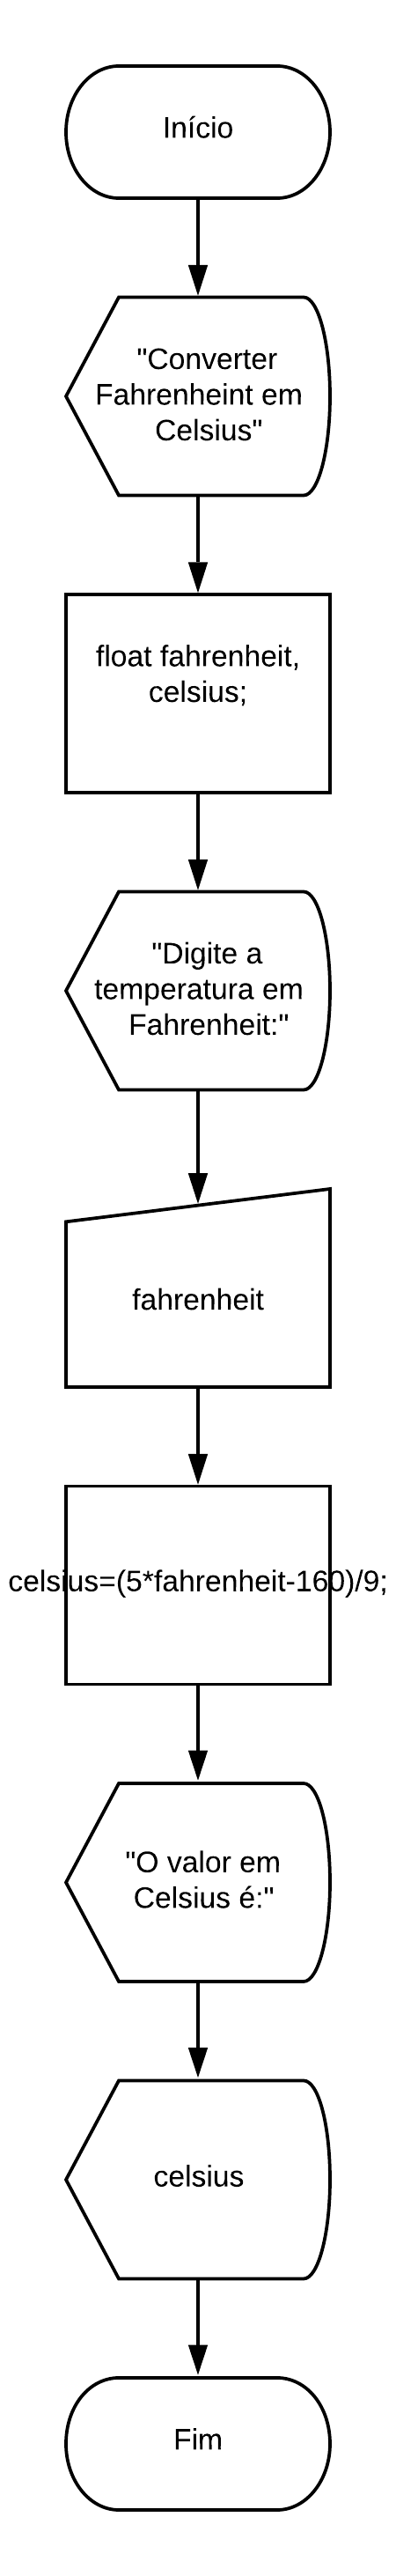 Início
"Converter
Fahrenheint em
Celsius"
float fahrenheit,
celsius;
"Digite a
temperatura em
Fahrenheit:"
fahrenheit
celsius=(5*fahrenheit-160)/9;
"O valor em
Celsius é:"
celsius
Fim